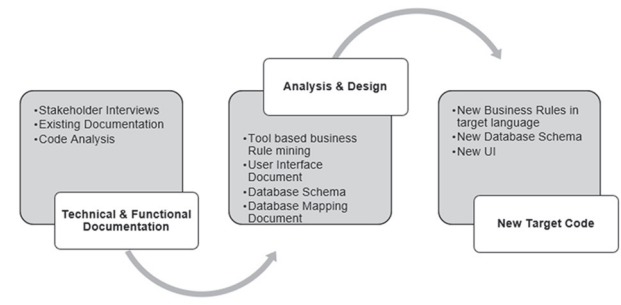 •Stakeholder Interviews
•Existing Documentation
•Code Analysis
Technical & Functional
Documentation
Analysis & Design
•Tool based business
Rule mining
•User Interface
Document
•Database Schema
•Database Mapping
Document
•New Business Rules in
target language
•New Database Schema
•New UI
New Target Code